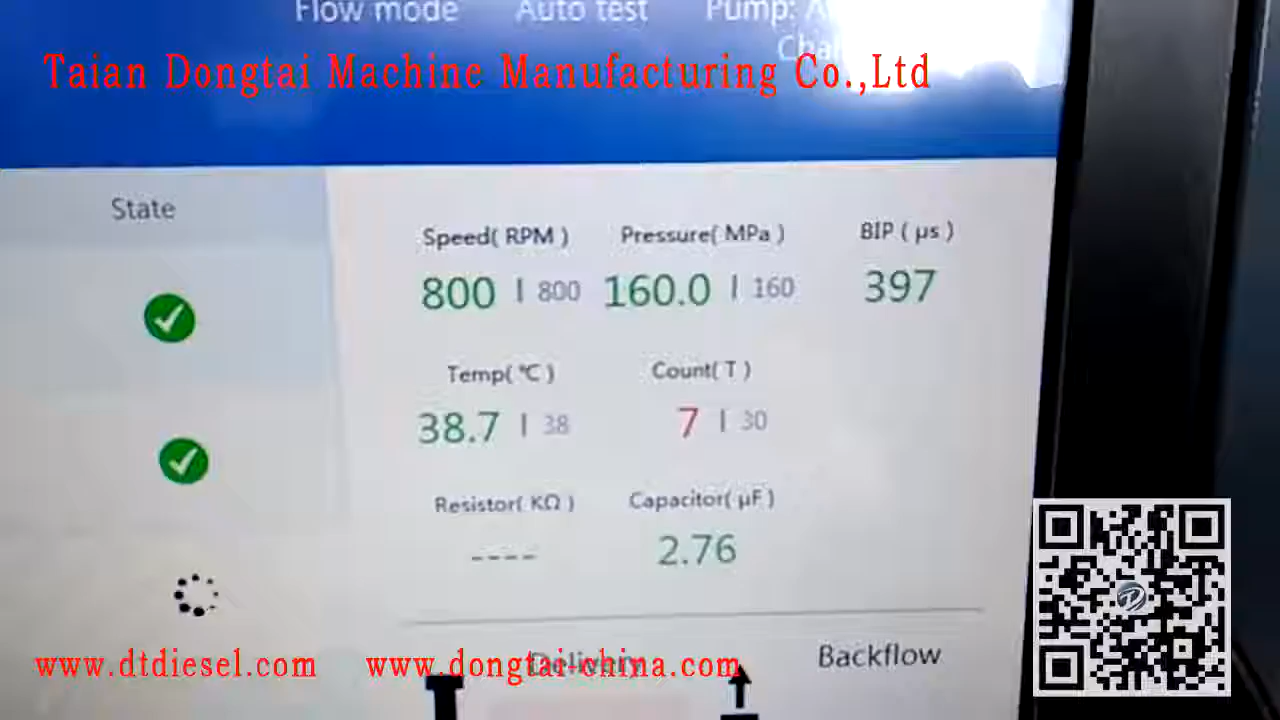 Flow mode Auto test Pump:
Taian Dongtai Machine Manufacturing Co.,Ltd
State
Speed( RPM ) Pressure( MPa ) BIP ( μs )
800 | 800 160.0 | 160 397
Temp( ℃ ) Count( T )
38.7 | 38 7 | 30
Resistor( KΩ ) Capacitor( μF )
---- 2.76
Delivery Backflow
www.dtdiesel.com www.dongtai-china.com